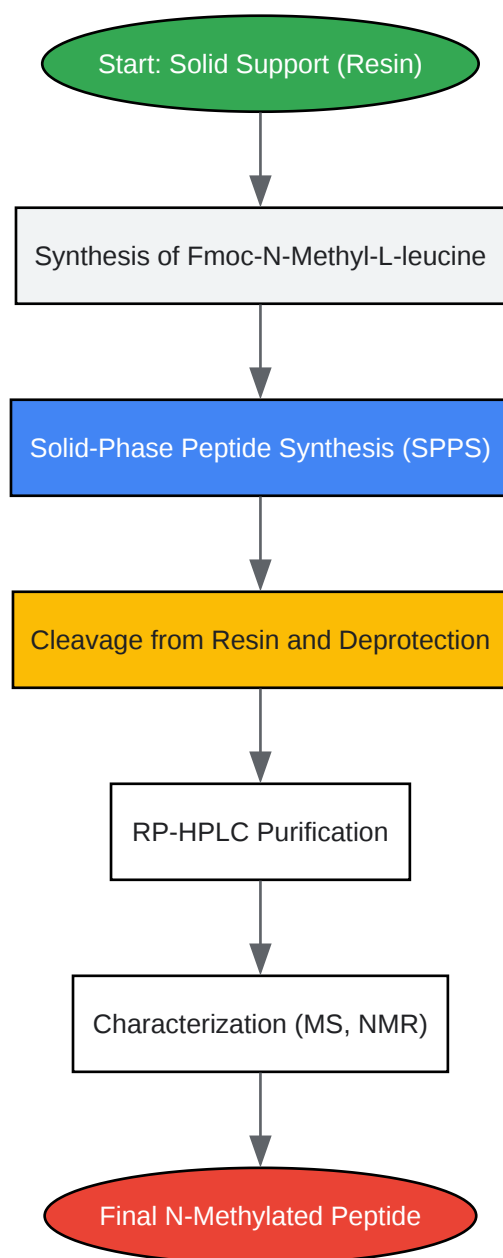 Start: Solid Support (Resin)
Synthesis of Fmoc-N-Methyl-L-leucine
Solid-Phase Peptide Synthesis (SPPS)
Cleavage from Resin and Deprotection
RP-HPLC Purification
Characterization (MS, NMR)
Final N-Methylated Peptide